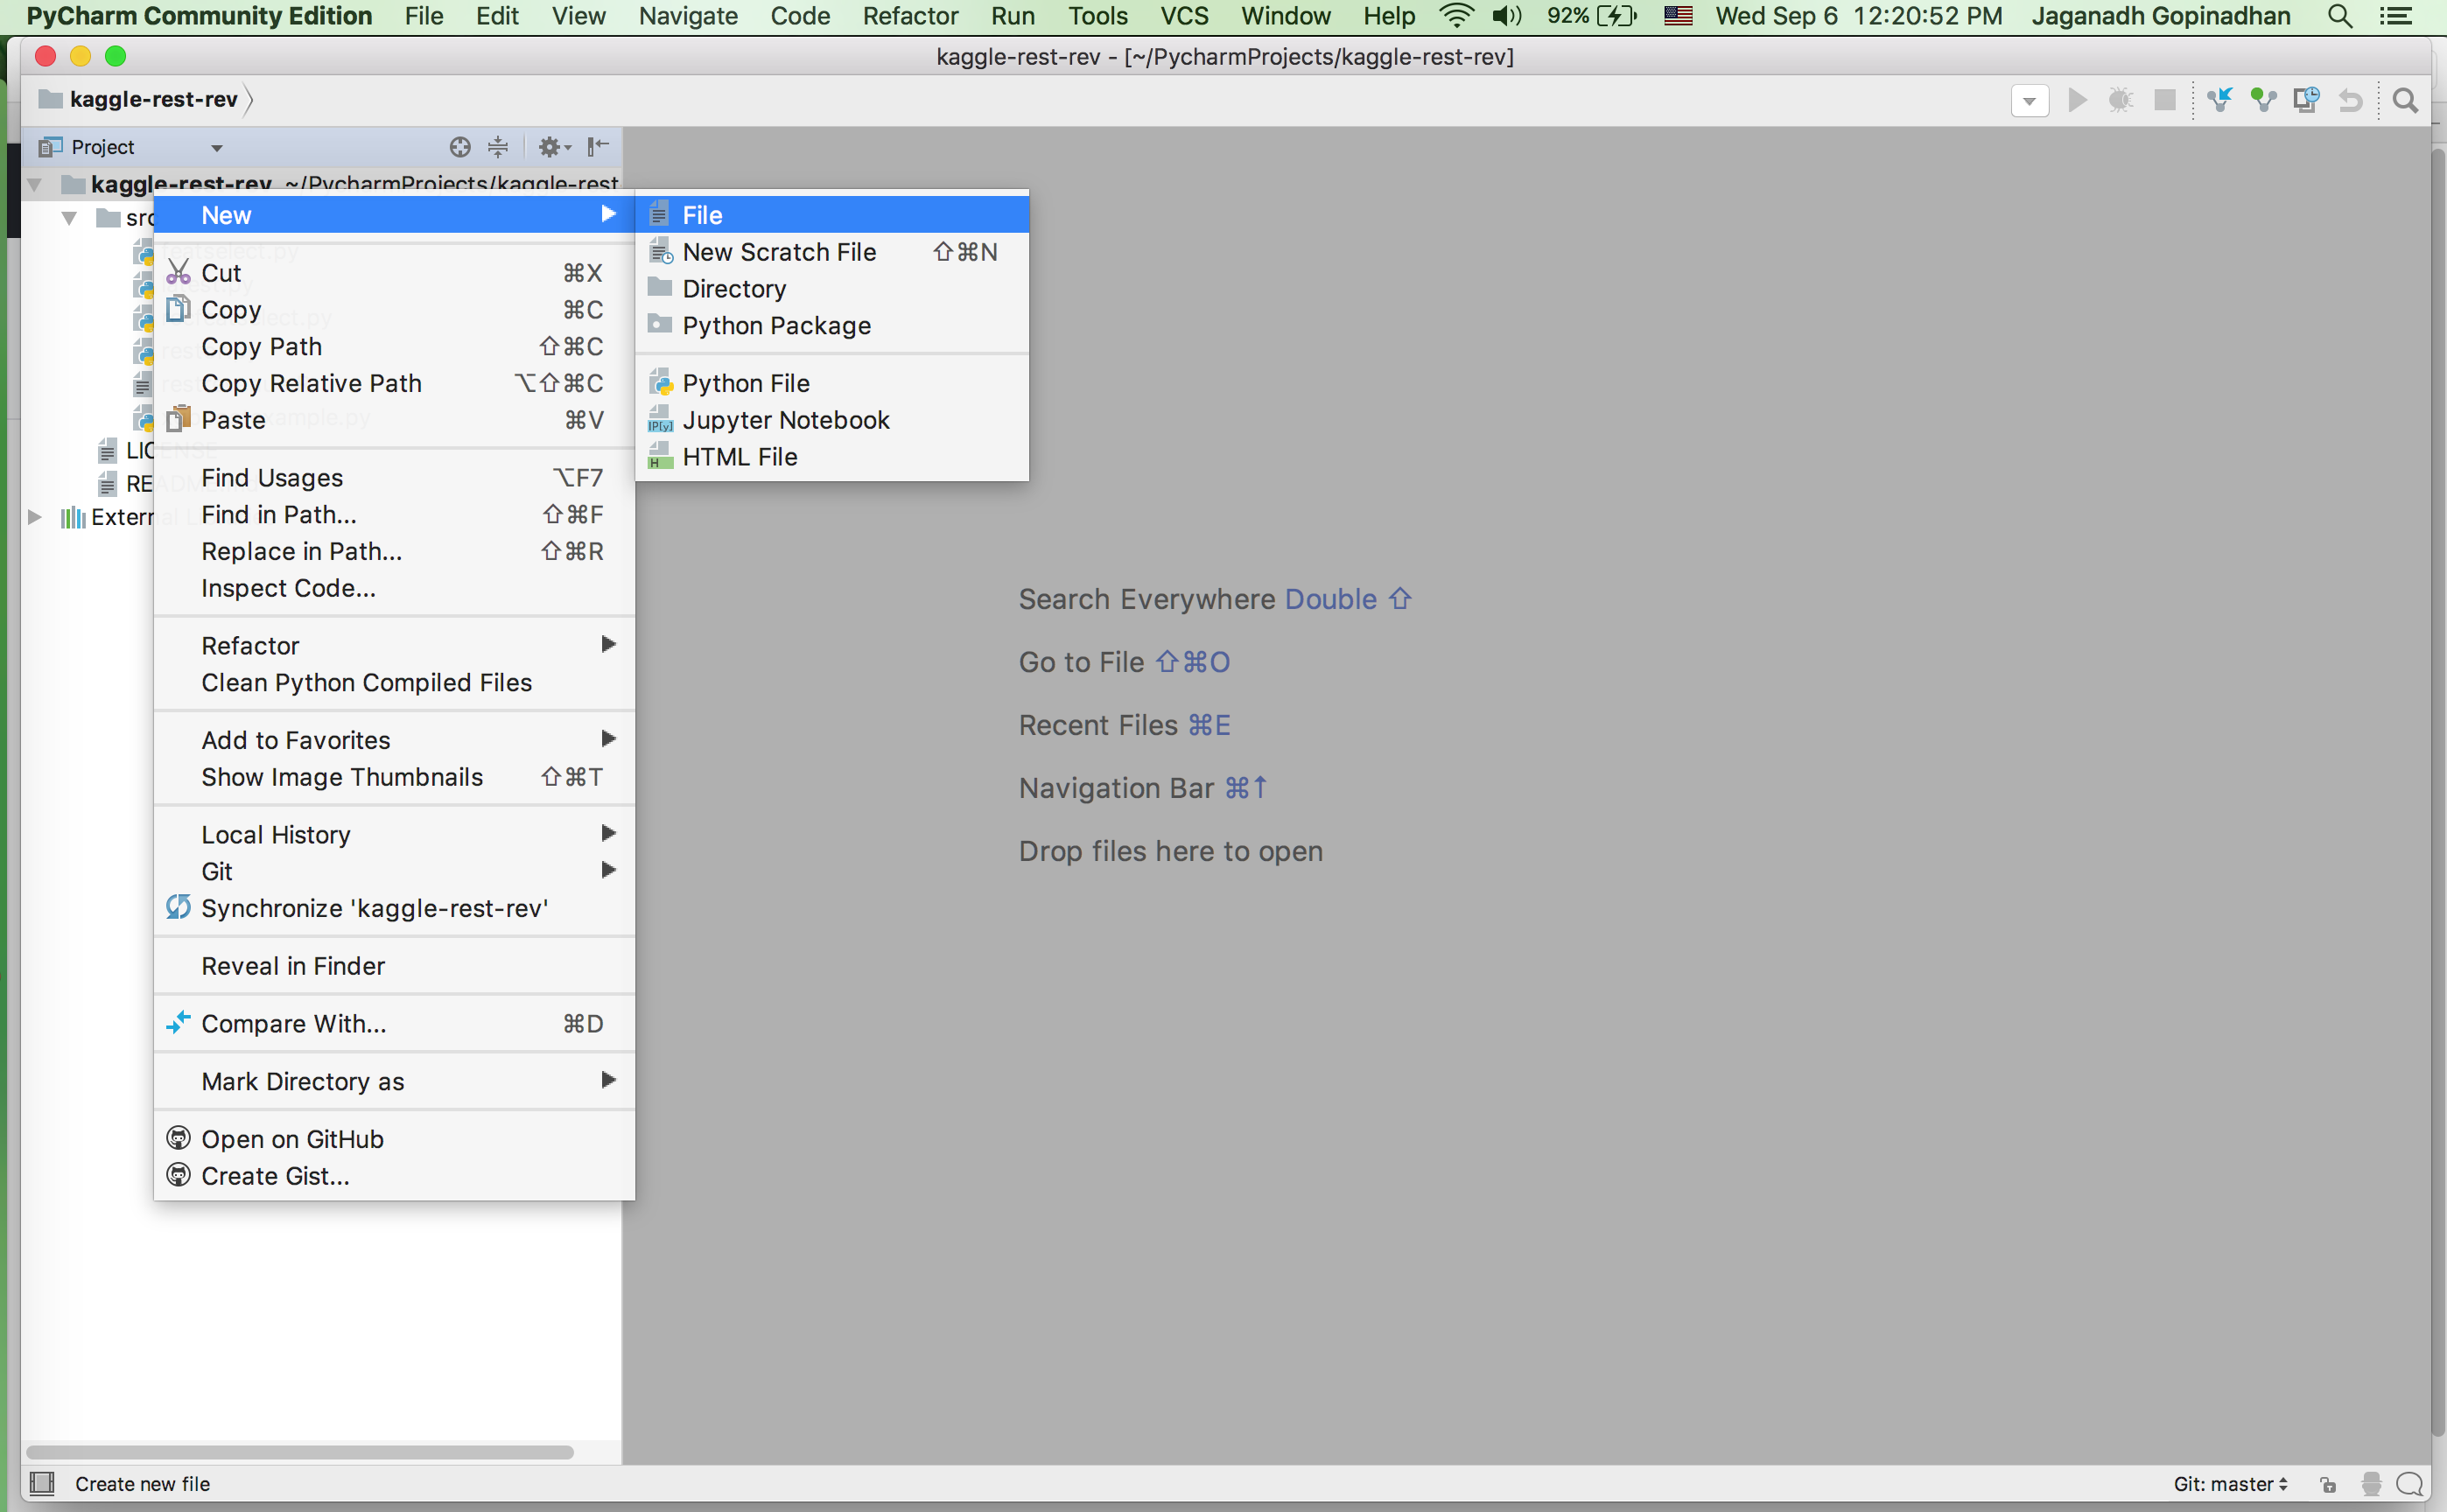 PyCharm Community Edition File Edit View Navigate Code Refactor Run Tools VCS Window Help 92% Wed Sep 6 12:20:52 PM Jaganadh Gopinadhan
kaggle-rest-rev - [~/PycharmProjects/kaggle-rest-rev]
kaggle-rest-rev
Project
kaggle-rest-rev ~/PycharmProjects/kaggle-rest
src
featselect.py
LICENSE
README
External
New
Cut ⌘X
Copy ⌘C
Copy Path ⇧⌘C
Copy Relative Path ⌥⇧⌘C
Paste ⌘V
Find Usages ⌥F7
Find in Path... ⇧⌘F
Replace in Path... ⇧⌘R
Inspect Code...
Refactor
Clean Python Compiled Files
Add to Favorites
Show Image Thumbnails ⇧⌘T
Local History
Git
Synchronize 'kaggle-rest-rev'
Reveal in Finder
Compare With... ⌘D
Mark Directory as
Open on GitHub
Create Gist...
File
New Scratch File ⇧⌘N
Directory
Python Package
Python File
IP[y] Jupyter Notebook
H HTML File
Search Everywhere Double ⇧
Go to File ⇧⌘O
Recent Files ⌘E
Navigation Bar ⌘↑
Drop files here to open
Create new file
Git: master